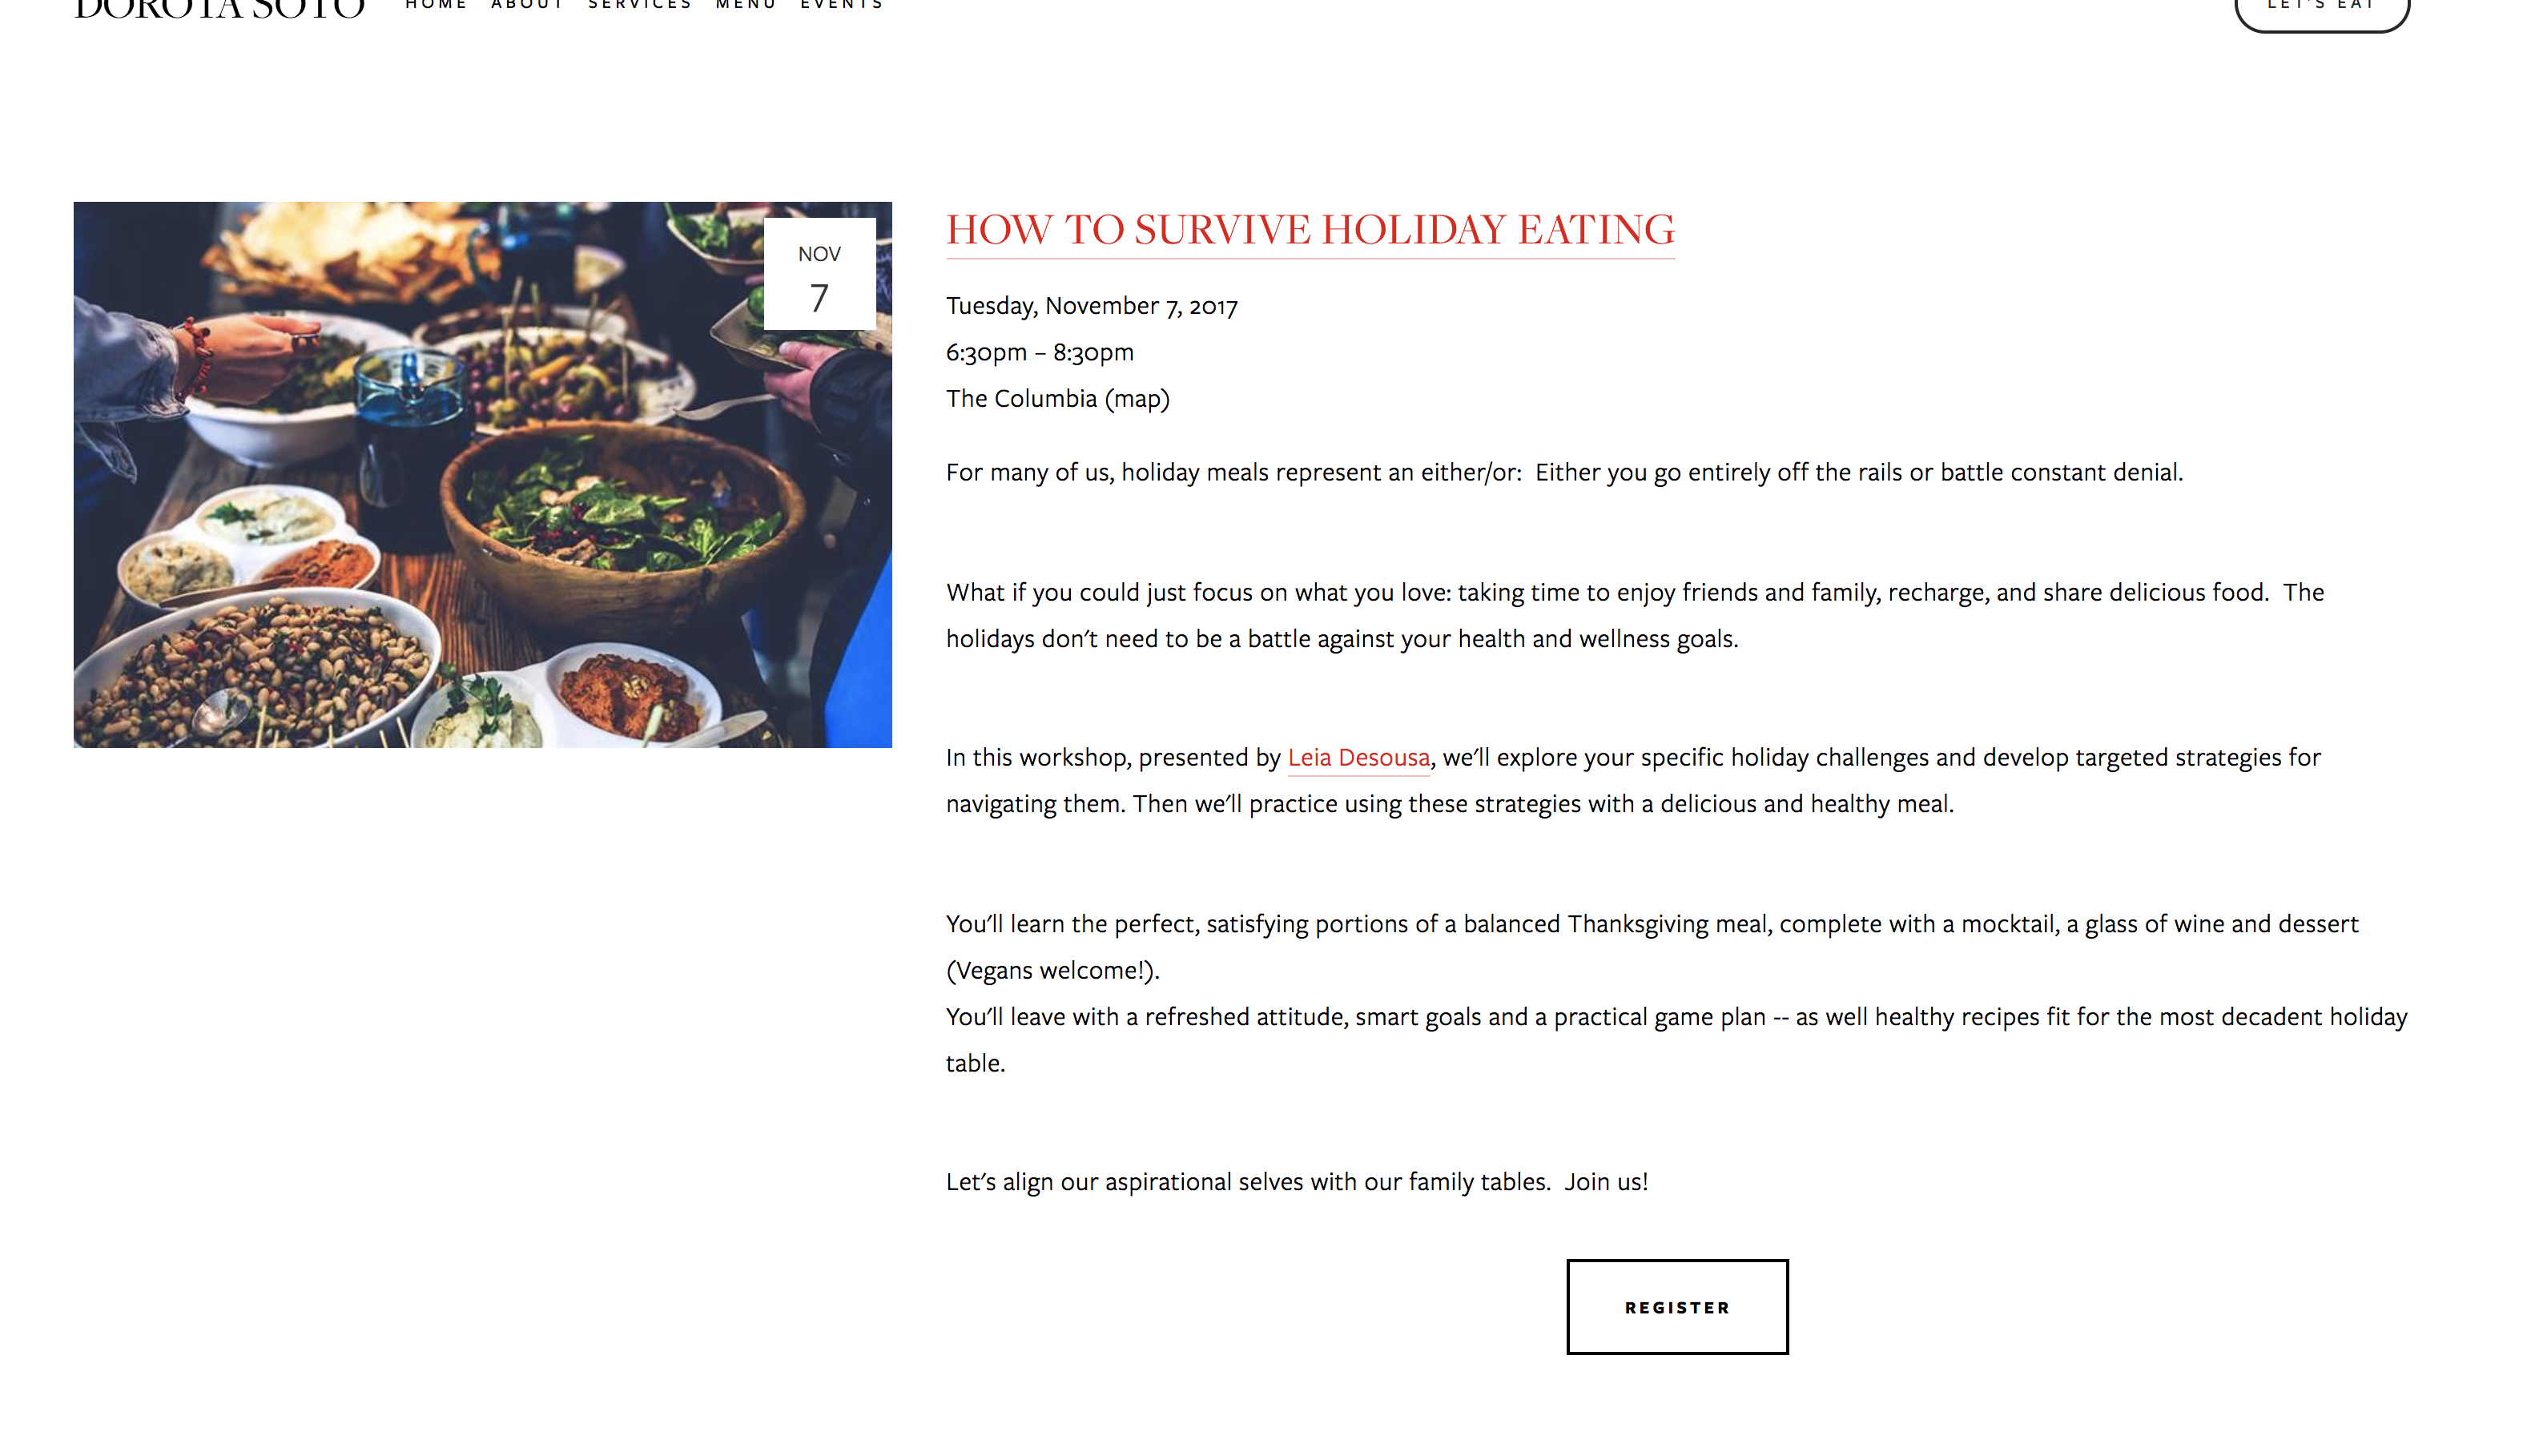 DOROTA SOTO HOME ABOUT SERVICES MENU EVENTS LET'S EAT
NOV
7
HOW TO SURVIVE HOLIDAY EATING
Tuesday, November 7, 2017
6:30pm – 8:30pm
The Columbia (map)
For many of us, holiday meals represent an either/or:  Either you go entirely off the rails or battle constant denial.
What if you could just focus on what you love: taking time to enjoy friends and family, recharge, and share delicious food.  The
holidays don't need to be a battle against your health and wellness goals.
In this workshop, presented by Leia Desousa, we'll explore your specific holiday challenges and develop targeted strategies for
navigating them. Then we'll practice using these strategies with a delicious and healthy meal.
You'll learn the perfect, satisfying portions of a balanced Thanksgiving meal, complete with a mocktail, a glass of wine and dessert
(Vegans welcome!).
You'll leave with a refreshed attitude, smart goals and a practical game plan -- as well healthy recipes fit for the most decadent holiday
table.
Let's align our aspirational selves with our family tables.  Join us!
REGISTER